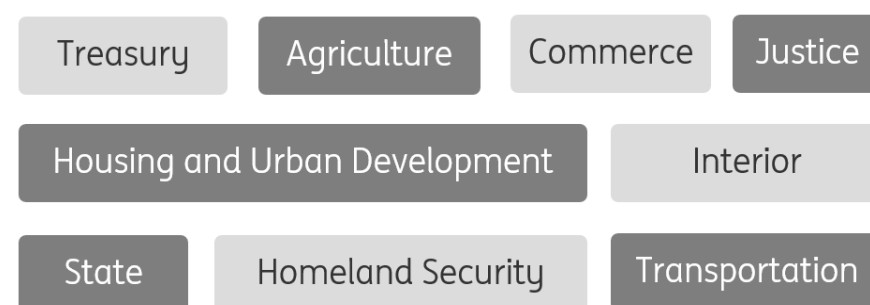 Treasury Agriculture Commerce Justice
Housing and Urban Development Interior
State Homeland Security Transportation